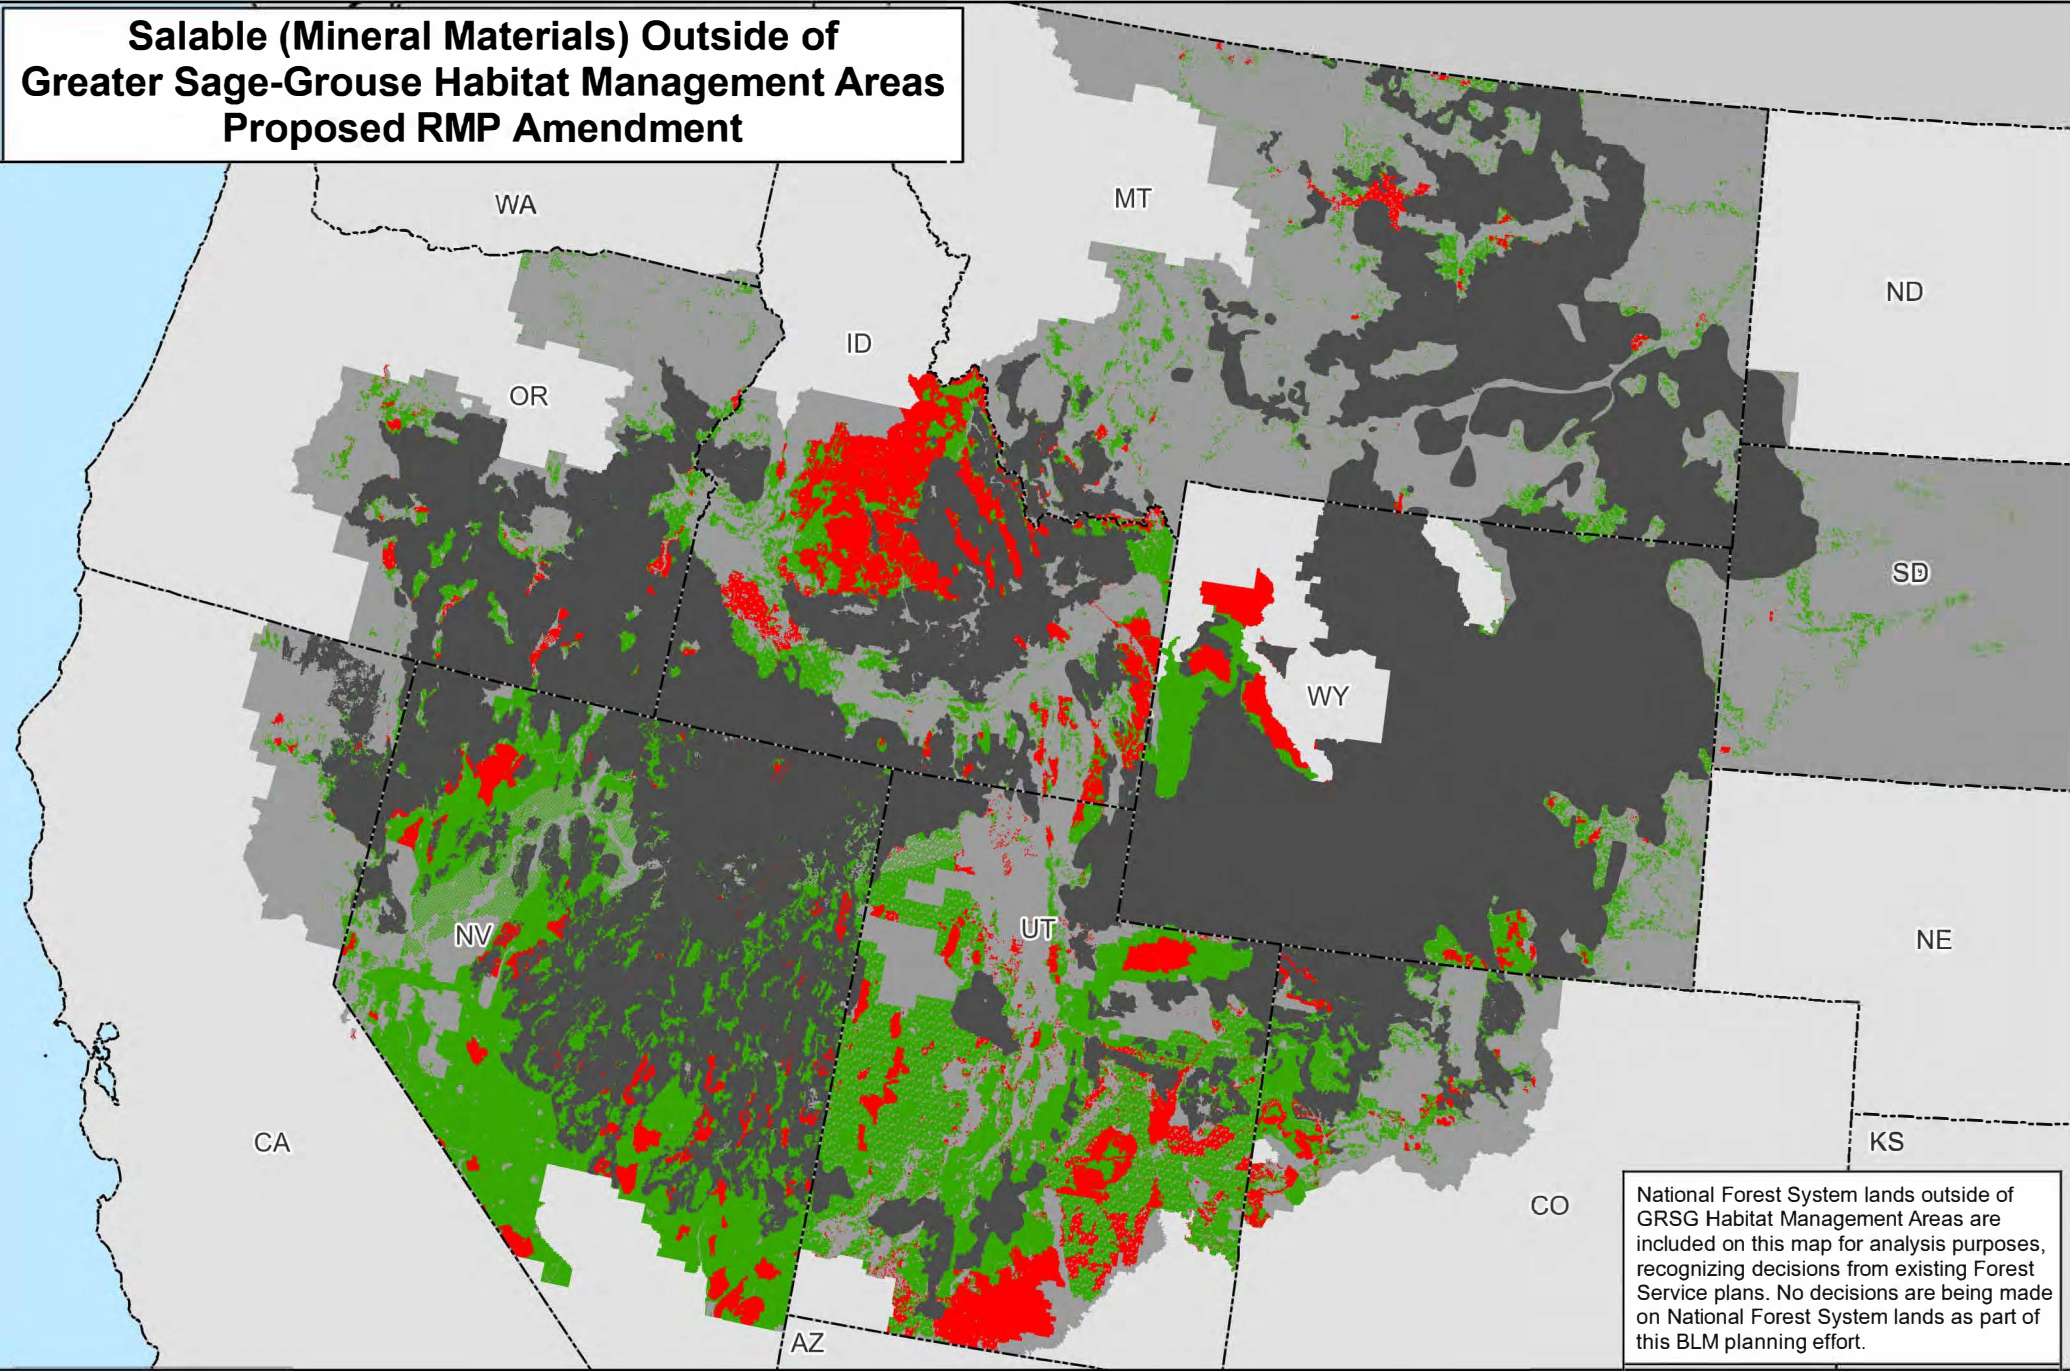 Salable (Mineral Materials) Outside of
Greater Sage-Grouse Habitat Management Areas
Proposed RMP Amendment
WA
MT
ND
ID
OR
SD
WY
NV
UT
NE
CA
KS
CO
AZ
National Forest System lands outside of
GRSG Habitat Management Areas are
included on this map for analysis purposes,
recognizing decisions from existing Forest
Service plans. No decisions are being made
on National Forest System lands as part of
this BLM planning effort.